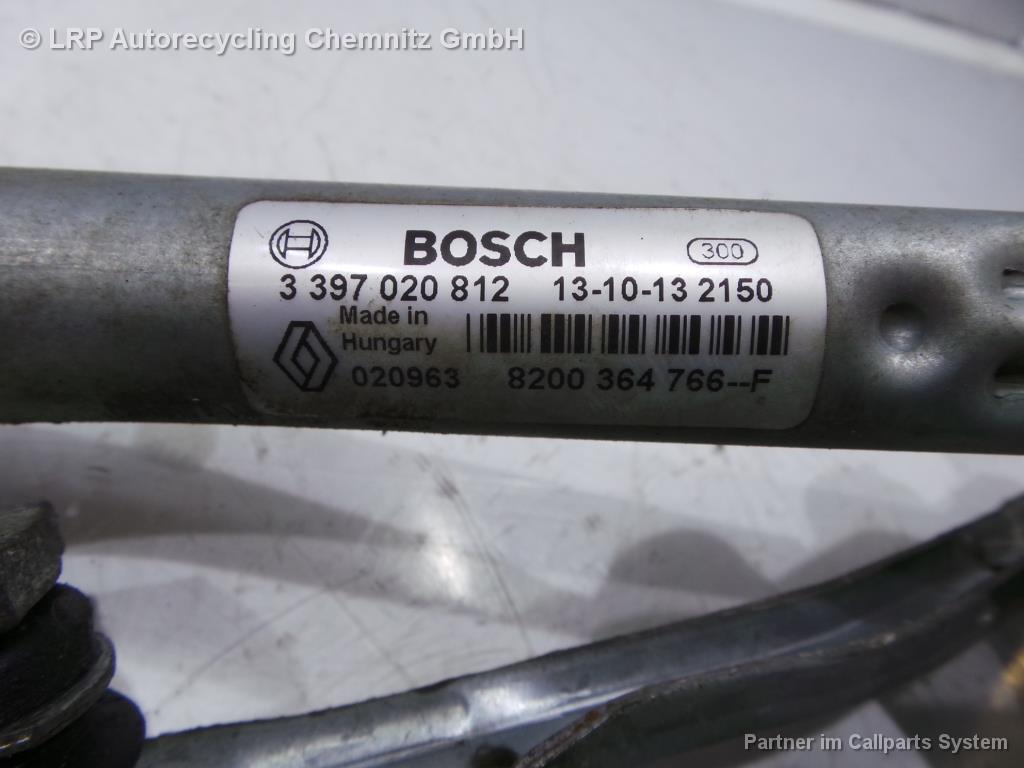 © LRP Autorecycling Chemnitz GmbH
BOSCH 300
3 397 020 812 13-10-13 2150
Made in
Hungary
020963 8200 364 766--F
Partner im Callparts System